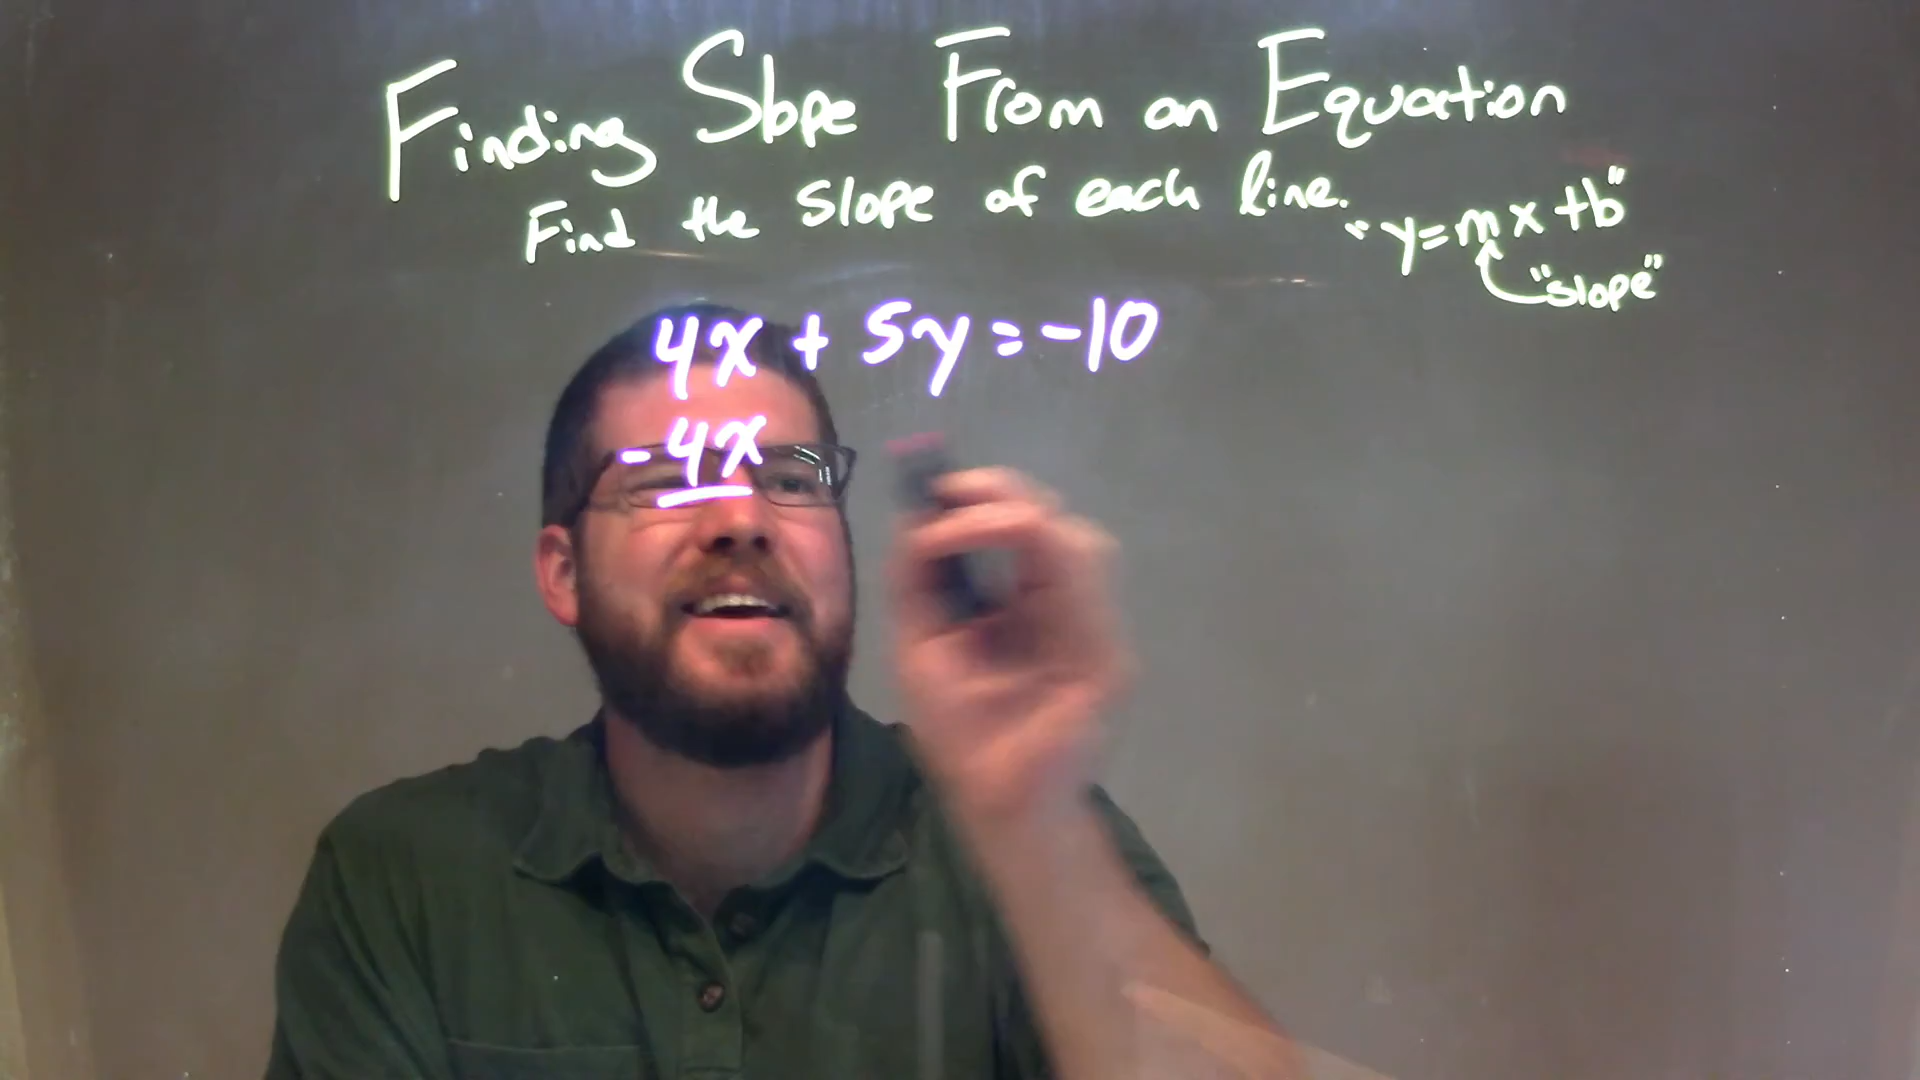 Finding Slope From an Equation
Find the slope of each line.
"y=mx+b"
"slope"
4x + 5y = -10
-4x